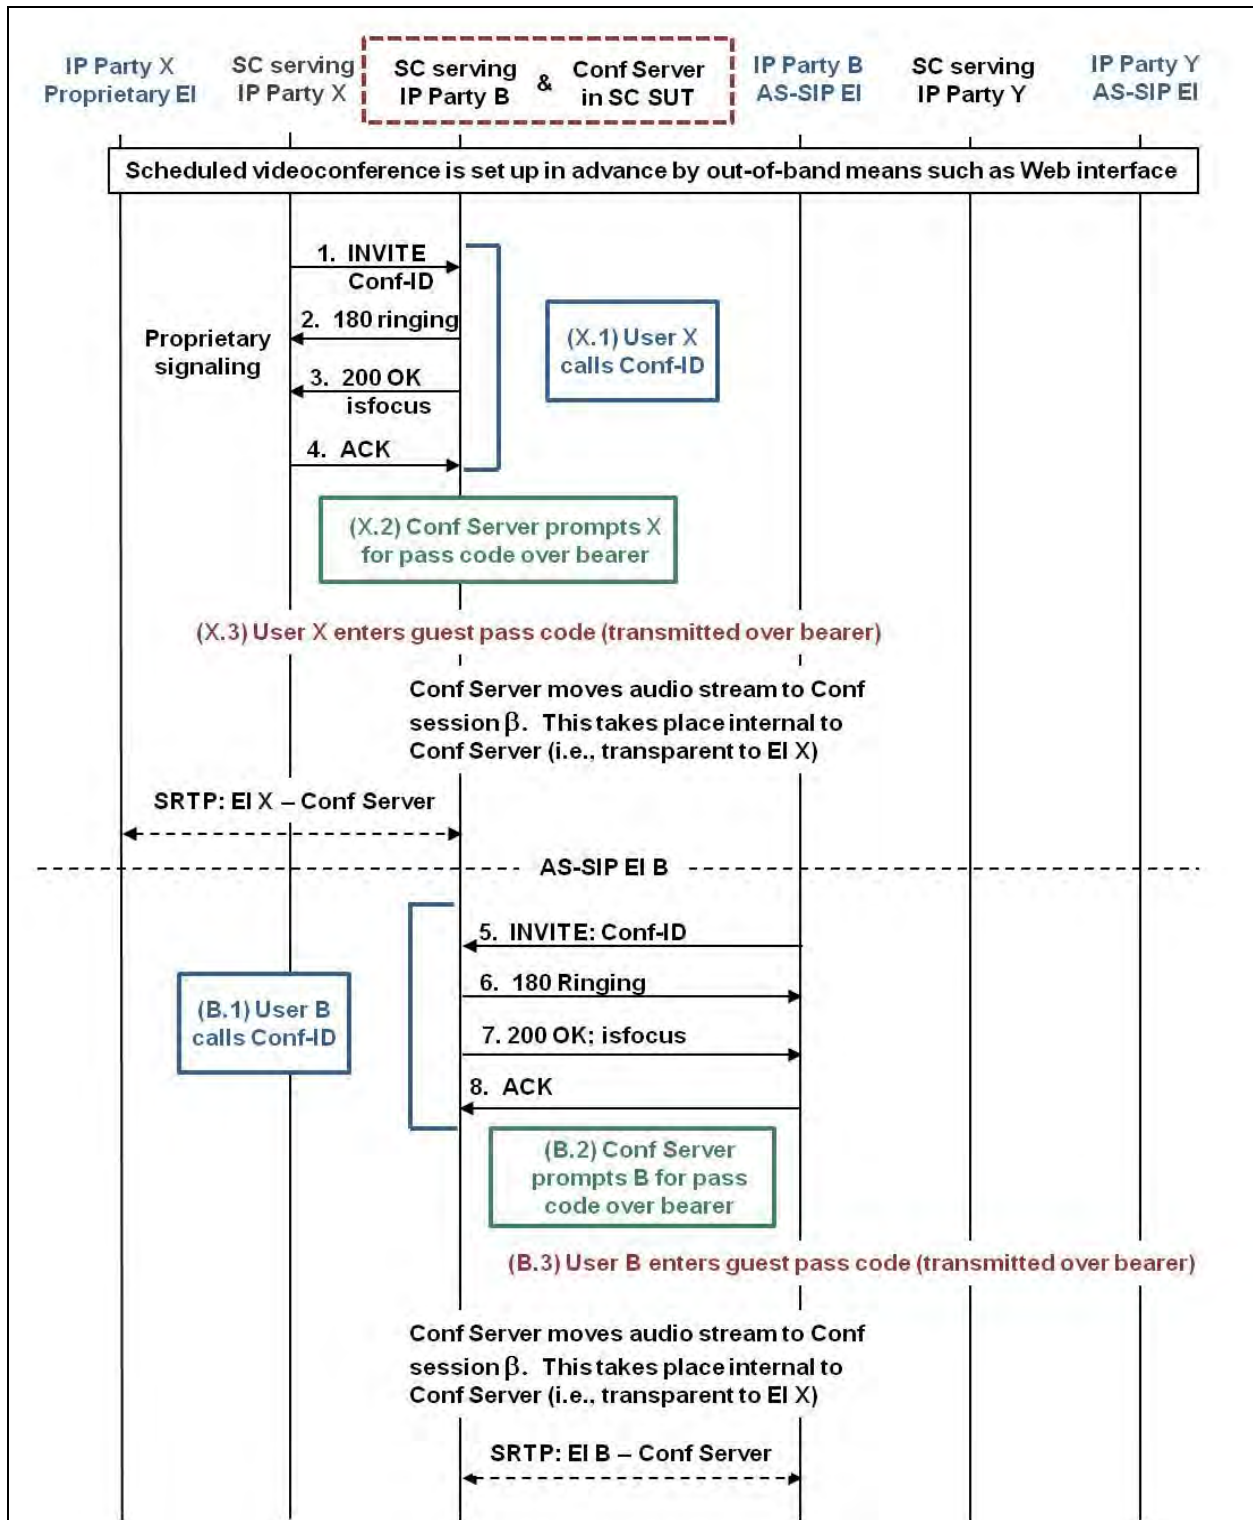 IP Party X
Proprietary EI
SC serving
IP Party X
SC serving
IP Party B
&
Conf Server
in SC SUT
IP Party B
AS-SIP EI
SC serving
IP Party Y
IP Party Y
AS-SIP EI
Scheduled videoconference is set up in advance by out-of-band means such as Web interface
1. INVITE
Conf-ID
2. 180 ringing
Proprietary
signaling
3. 200 OK
isfocus
4. ACK
(X.1) User X
calls Conf-ID
(X.2) Conf Server prompts X
for pass code over bearer
(X.3) User X enters guest pass code (transmitted over bearer)
Conf Server moves audio stream to Conf
session β. This takes place internal to
Conf Server (i.e., transparent to EI X)
SRTP: EI X – Conf Server
AS-SIP EI B
5. INVITE: Conf-ID
6. 180 Ringing
7. 200 OK; isfocus
8. ACK
(B.1) User B
calls Conf-ID
(B.2) Conf Server
prompts B for pass
code over bearer
(B.3) User B enters guest pass code (transmitted over bearer)
Conf Server moves audio stream to Conf
session β. This takes place internal to
Conf Server (i.e., transparent to EI X)
SRTP: EI B – Conf Server